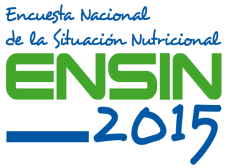 Encuesta Nacional
de la Situación Nutricional
ENSIN
2015